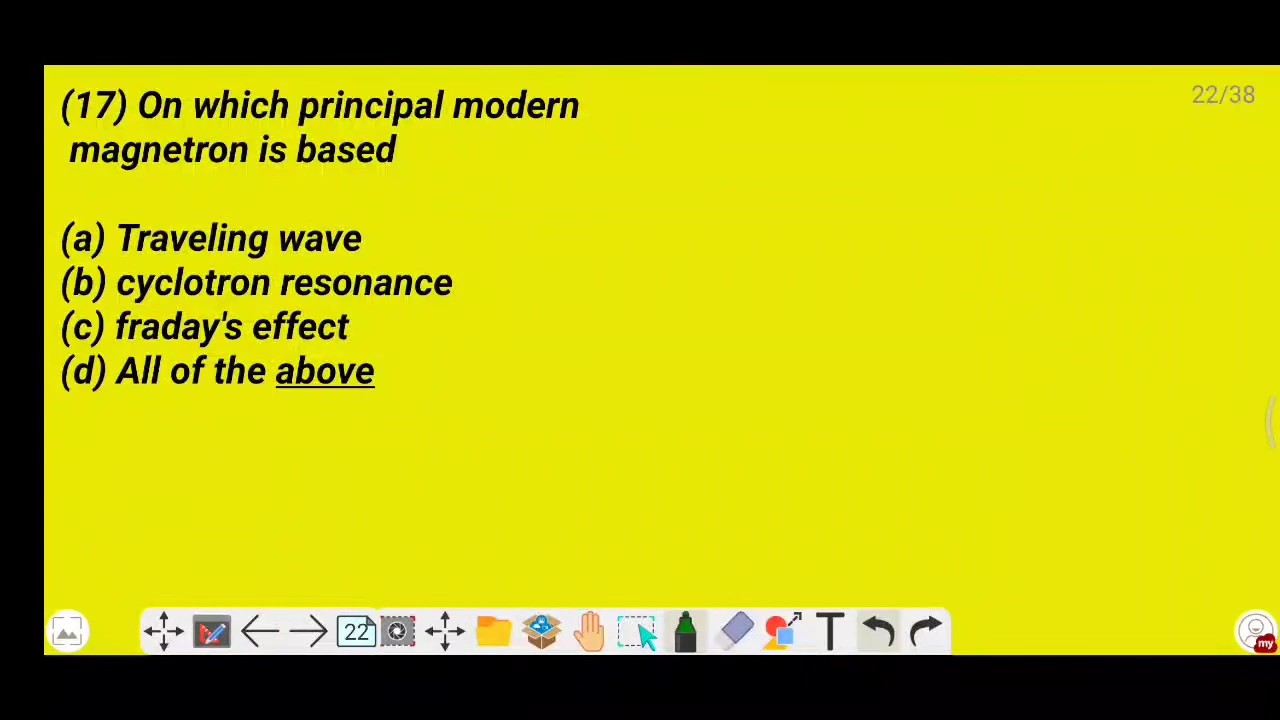 (17) On which principal modern
magnetron is based
22/38
(a) Traveling wave
(b) cyclotron resonance
(c) fraday's effect
(d) All of the above
22
T
my